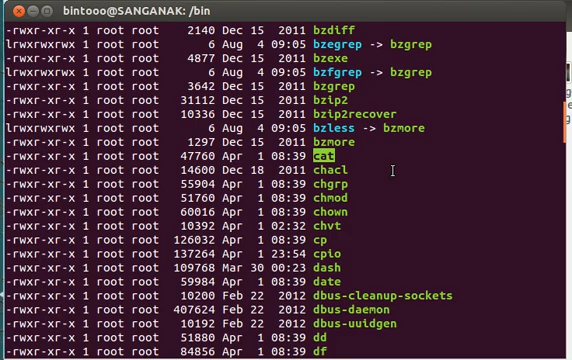 bintooo@SANGANAK: /bin
-rwxr-xr-x 1 root root 2140 Dec 15 2011 bzdiff
lrwxrwxrwx 1 root root 6 Aug 4 09:05 bzegrep -> bzgrep
-rwxr-xr-x 1 root root 4877 Dec 15 2011 bzexe
lrwxrwxrwx 1 root root 6 Aug 4 09:05 bzfgrep -> bzgrep
-rwxr-xr-x 1 root root 3642 Dec 15 2011 bzgrep
-rwxr-xr-x 1 root root 31112 Dec 15 2011 bzip2
-rwxr-xr-x 1 root root 10336 Dec 15 2011 bzip2recover
lrwxrwxrwx 1 root root 6 Aug 4 09:05 bzless -> bzmore
-rwxr-xr-x 1 root root 1297 Dec 15 2011 bzmore
-rwxr-xr-x 1 root root 47760 Apr 1 08:39 cat
-rwxr-xr-x 1 root root 14600 Dec 18 2011 chacl
-rwxr-xr-x 1 root root 55904 Apr 1 08:39 chgrp
-rwxr-xr-x 1 root root 51760 Apr 1 08:39 chmod
-rwxr-xr-x 1 root root 60016 Apr 1 08:39 chown
-rwxr-xr-x 1 root root 10392 Apr 1 02:32 chvt
-rwxr-xr-x 1 root root 126032 Apr 1 08:39 cp
-rwxr-xr-x 1 root root 137264 Apr 1 23:54 cpio
-rwxr-xr-x 1 root root 109768 Mar 30 00:23 dash
-rwxr-xr-x 1 root root 59984 Apr 1 08:39 date
-rwxr-xr-x 1 root root 10200 Feb 22 2012 dbus-cleanup-sockets
-rwxr-xr-x 1 root root 407624 Feb 22 2012 dbus-daemon
-rwxr-xr-x 1 root root 10192 Feb 22 2012 dbus-uuidgen
-rwxr-xr-x 1 root root 51880 Apr 1 08:39 dd
-rwxr-xr-x 1 root root 84856 Apr 1 08:39 df